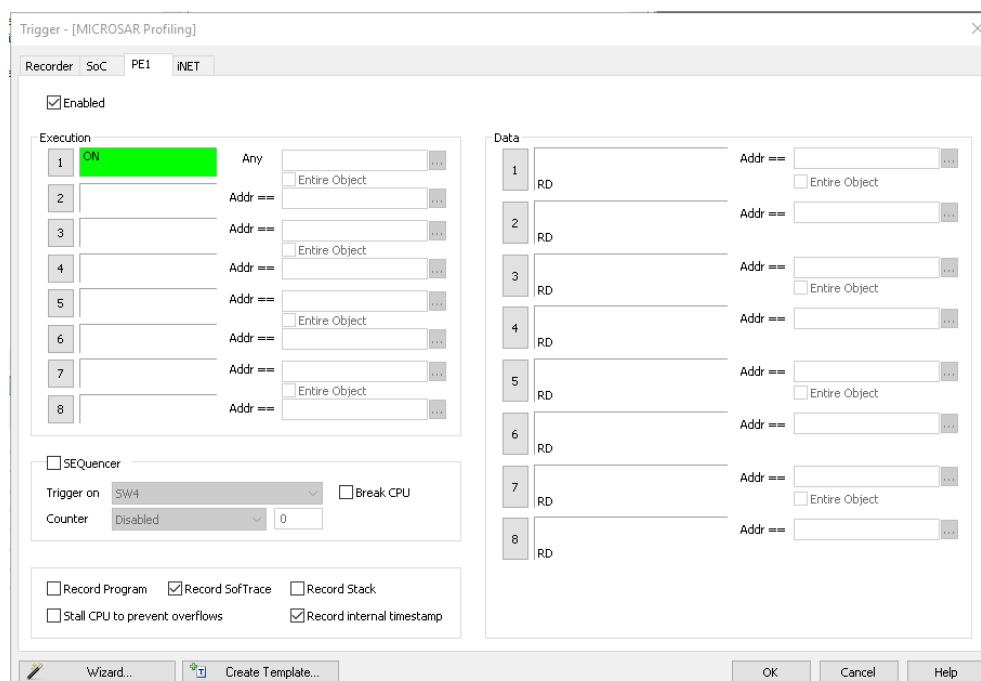 Trigger - [MICROSAR Profiling]
Recorder SoC PE1 iNET
Enabled
Execution
1 ON Any ...
Entire Object
2 Addr == ...
3 Addr == ...
Entire Object
4 Addr == ...
5 Addr == ...
Entire Object
6 Addr == ...
7 Addr == ...
Entire Object
8 Addr == ...
SEQuencer
Trigger on SW4 Break CPU
Counter Disabled 0
Record Program Record SofTrace Record Stack
Stall CPU to prevent overflows Record internal timestamp
Data
1 RD Addr == ...
Entire Object
2 RD Addr == ...
3 RD Addr == ...
Entire Object
4 RD Addr == ...
5 RD Addr == ...
Entire Object
6 RD Addr == ...
7 RD Addr == ...
Entire Object
8 RD Addr == ...
Wizard... Create Template... OK Cancel Help